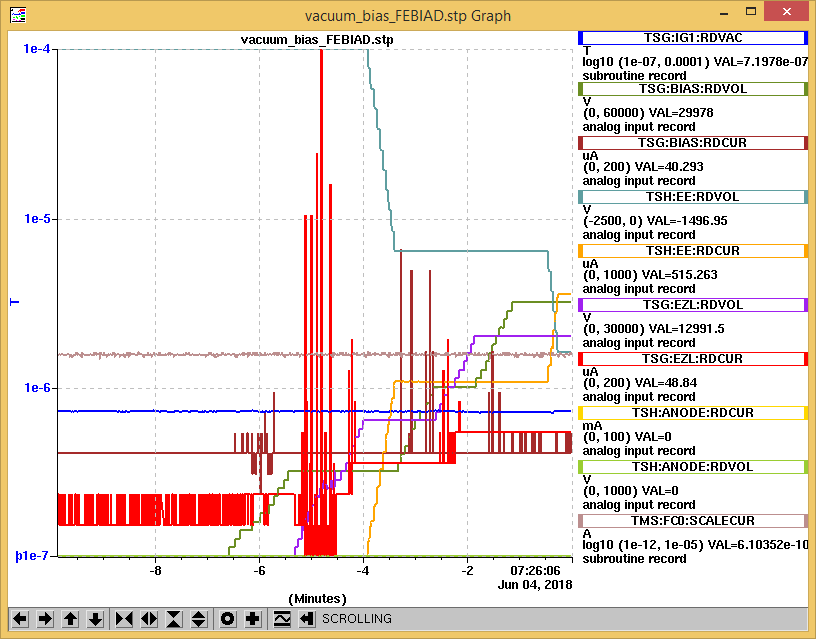 vacuum_bias_FEBIAD.stp Graph
vacuum_bias_FEBIAD.stp
1e-4
1e-5
T
1e-6
1e-7
-8
-6
-4
-2
07:26:06
Jun 04, 2018
(Minutes)
TSG:IG1:RDVAC
T
log10 (1e-07, 0.0001) VAL=7.1978e-07
subroutine record
TSG:BIAS:RDVOL
V
(0, 60000) VAL=29978
analog input record
TSG:BIAS:RDCUR
uA
(0, 200) VAL=40.293
analog input record
TSH:EE:RDVOL
V
(-2500, 0) VAL=-1496.95
analog input record
TSH:EE:RDCUR
uA
(0, 1000) VAL=515.263
analog input record
TSG:EZL:RDVOL
V
(0, 30000) VAL=12991.5
analog input record
TSG:EZL:RDCUR
uA
(0, 200) VAL=48.84
analog input record
TSH:ANODE:RDCUR
mA
(0, 100) VAL=0
analog input record
TSH:ANODE:RDVOL
V
(0, 1000) VAL=0
analog input record
TMS:FC0:SCALECUR
A
log10 (1e-12, 1e-05) VAL=6.10352e-10
subroutine record
SCROLLING